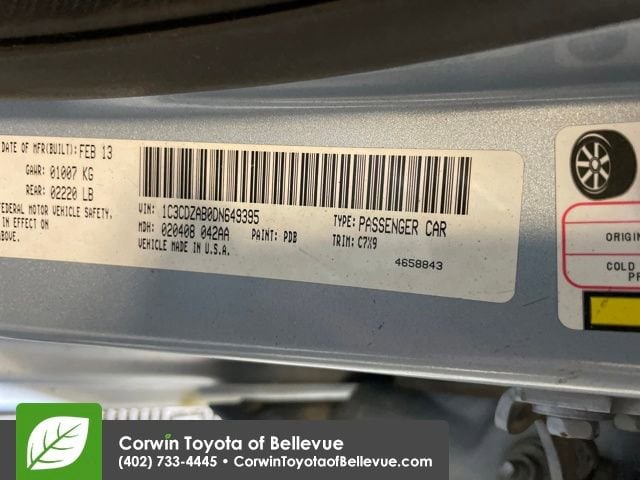 DATE OF MFR(BUILT): FEB 13
GAWR: 01007 KG
REAR: 02220 LB
FEDERAL MOTOR VEHICLE SAFETY.
IN EFFECT ON
ABOVE.
VIN: 1C3CDZAB0DN649395
TYPE: PASSENGER CAR
MDH: 020408 042AA PAINT: PDB
TRIM: C7X9
VEHICLE MADE IN U.S.A.
4658843
COLD
Corwin Toyota of Bellevue
(402) 733-4445 • CorwinToyotaofBellevue.com